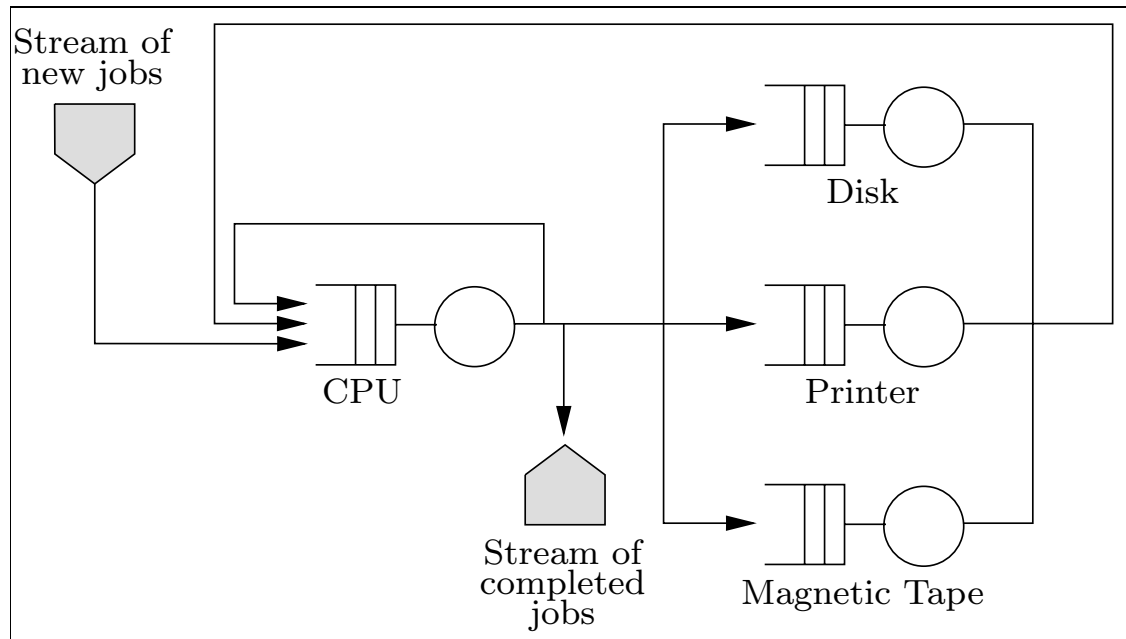 Stream of
new jobs
Disk
CPU
Printer
Stream of
completed
jobs
Magnetic Tape